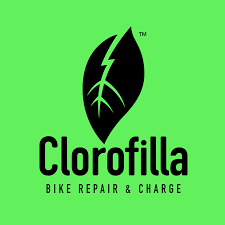 ™
Clorofilla
BIKE REPAIR & CHARGE